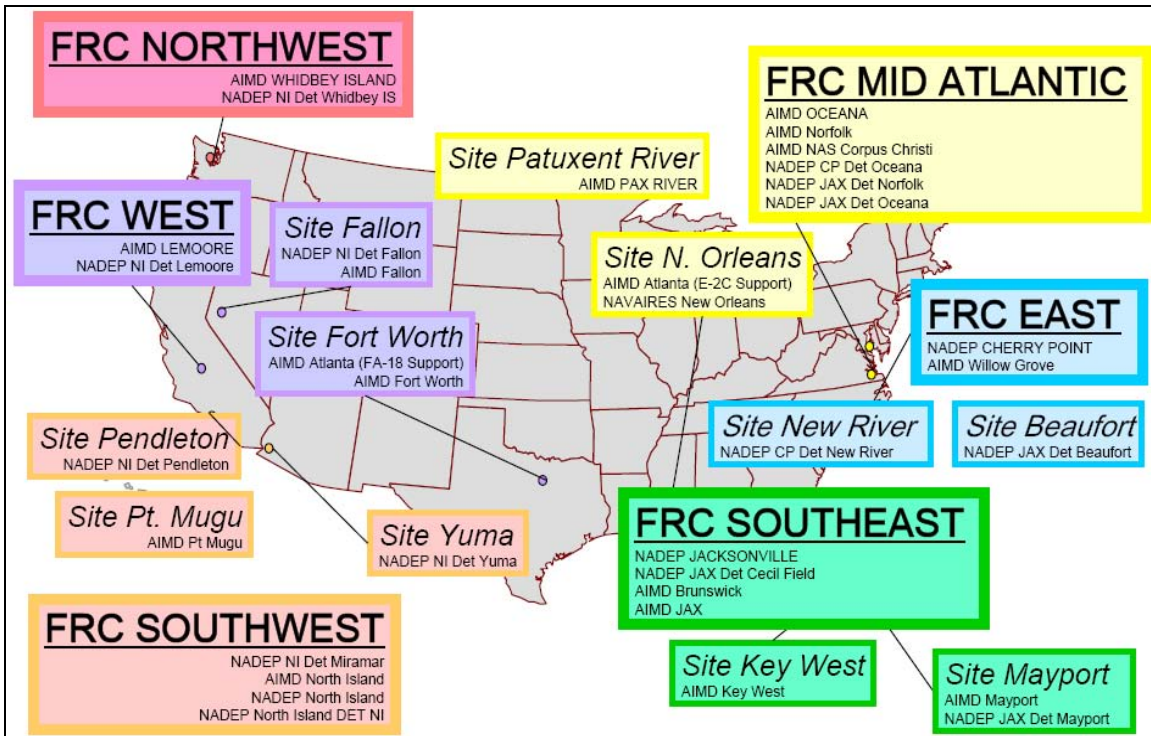 FRC NORTHWEST
AIMD WHIDBEY ISLAND
NADEP NI Det Whidbey IS
FRC MID ATLANTIC
AIMD OCEANA
AIMD Norfolk
AIMD NAS Corpus Christi
NADEP CP Det Oceana
NADEP JAX Det Norfolk
NADEP JAX Det Oceana
Site Patuxent River
AIMD PAX RIVER
FRC WEST
AIMD LEMOORE
NADEP NI Det Lemoore
Site Fallon
NADEP NI Det Fallon
AIMD Fallon
Site N. Orleans
AIMD Atlanta (E-2C Support)
NAVAIRES New Orleans
FRC EAST
NADEP CHERRY POINT
AIMD Willow Grove
Site Fort Worth
AIMD Atlanta (FA-18 Support)
AIMD Fort Worth
Site New River
NADEP CP Det New River
Site Beaufort
NADEP JAX Det Beaufort
Site Pendleton
NADEP NI Det Pendleton
Site Pt. Mugu
AIMD Pt Mugu
Site Yuma
NADEP NI Det Yuma
FRC SOUTHEAST
NADEP JACKSONVILLE
NADEP JAX Det Cecil Field
AIMD Brunswick
AIMD JAX
FRC SOUTHWEST
NADEP NI Det Miramar
AIMD North Island
NADEP North Island
NADEP North Island DET NI
Site Key West
AIMD Key West
Site Mayport
AIMD Mayport
NADEP JAX Det Mayport